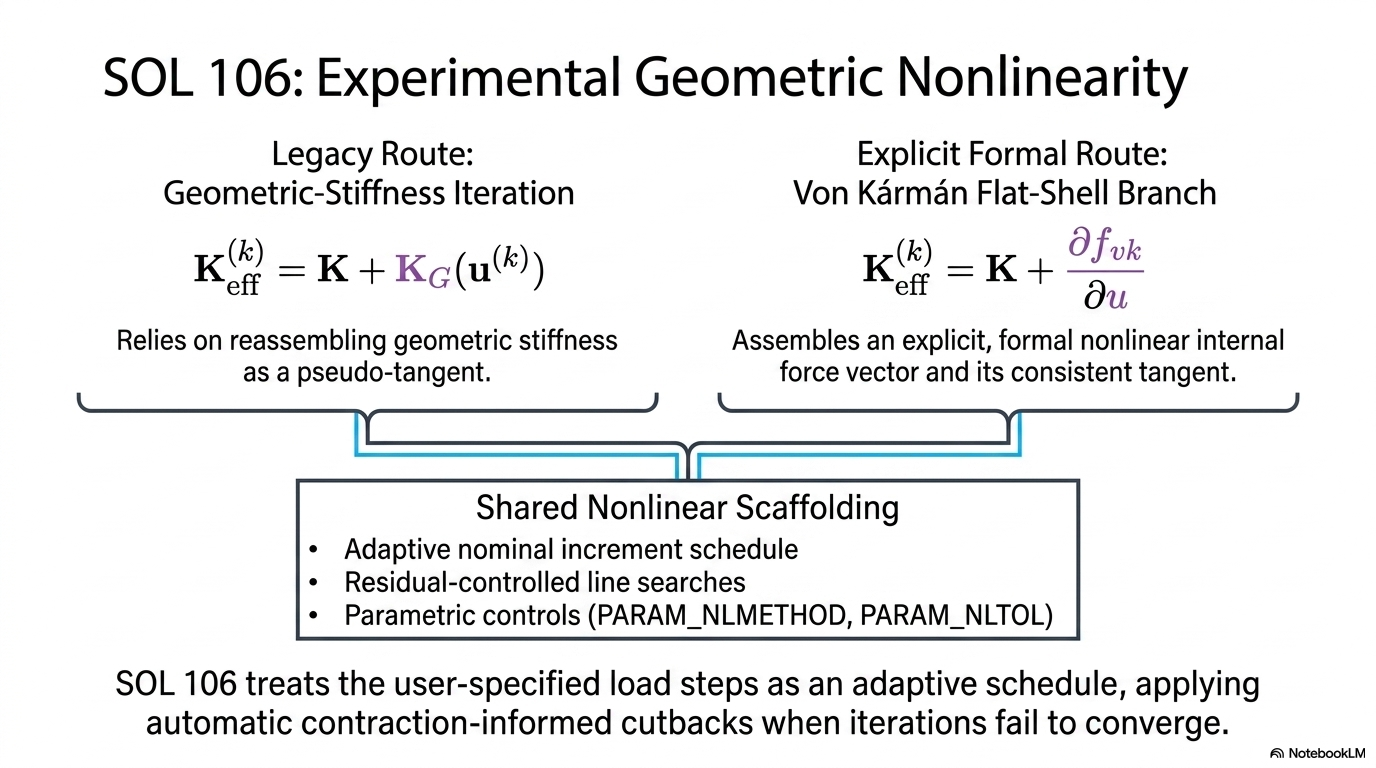 SOL 106: Experimental Geometric Nonlinearity
Legacy Route:
Geometric-Stiffness Iteration
K_eff^(k) = K + K_G(u^(k))
Relies on reassembling geometric stiffness
as a pseudo-tangent.
Explicit Formal Route:
Von Kármán Flat-Shell Branch
K_eff^(k) = K + ∂f_vk / ∂u
Assembles an explicit, formal nonlinear internal
force vector and its consistent tangent.
Shared Nonlinear Scaffolding
• Adaptive nominal increment schedule
• Residual-controlled line searches
• Parametric controls (PARAM_NLMETHOD, PARAM_NLTOL)
SOL 106 treats the user-specified load steps as an adaptive schedule, applying
automatic contraction-informed cutbacks when iterations fail to converge.
NotebookLM